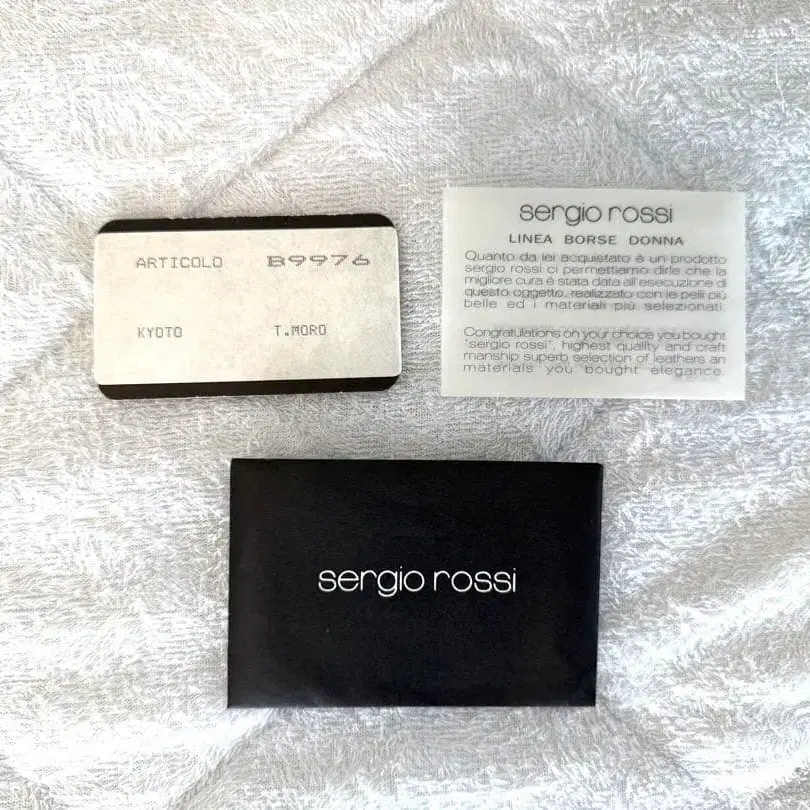 ARTICOLO B9976
KYOTO T.MORO
sergio rossi
LINEA BORSE DONNA
Quanto da lei acquistato é un prodotto
sergio rossi ci permettiamo dirle che la
migliore cura é stata data all'esecuzione di
questo oggetto, realizzato con le pelli più
belle ed i materiali più selezionati.
Congratulations on your choice you bought
"sergio rossi", highest quality and craft
manship superb selection of leathers an
materials you bought elegance.
sergio rossi